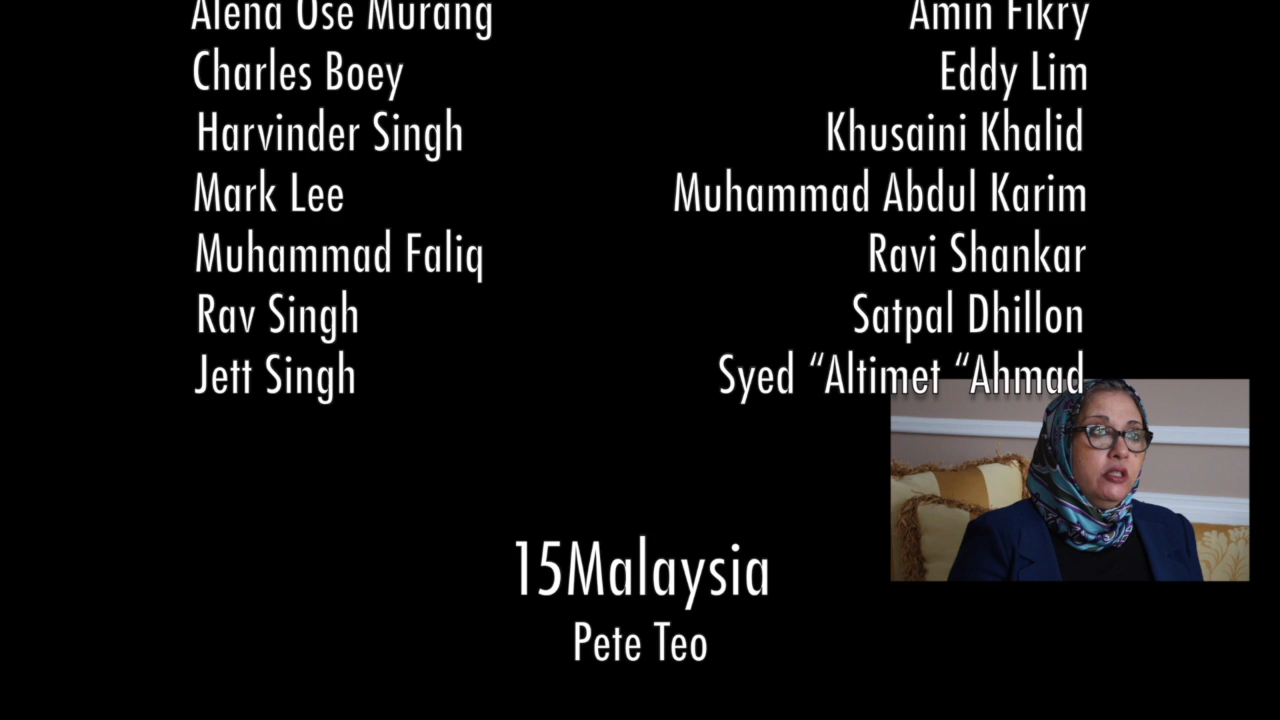 Alena Ose Murang
Amin Fikry
Charles Boey
Eddy Lim
Harvinder Singh
Khusaini Khalid
Mark Lee
Muhammad Abdul Karim
Muhammad Faliq
Ravi Shankar
Rav Singh
Satpal Dhillon
Jett Singh
Syed “Altimet “Ahmad
15Malaysia
Pete Teo